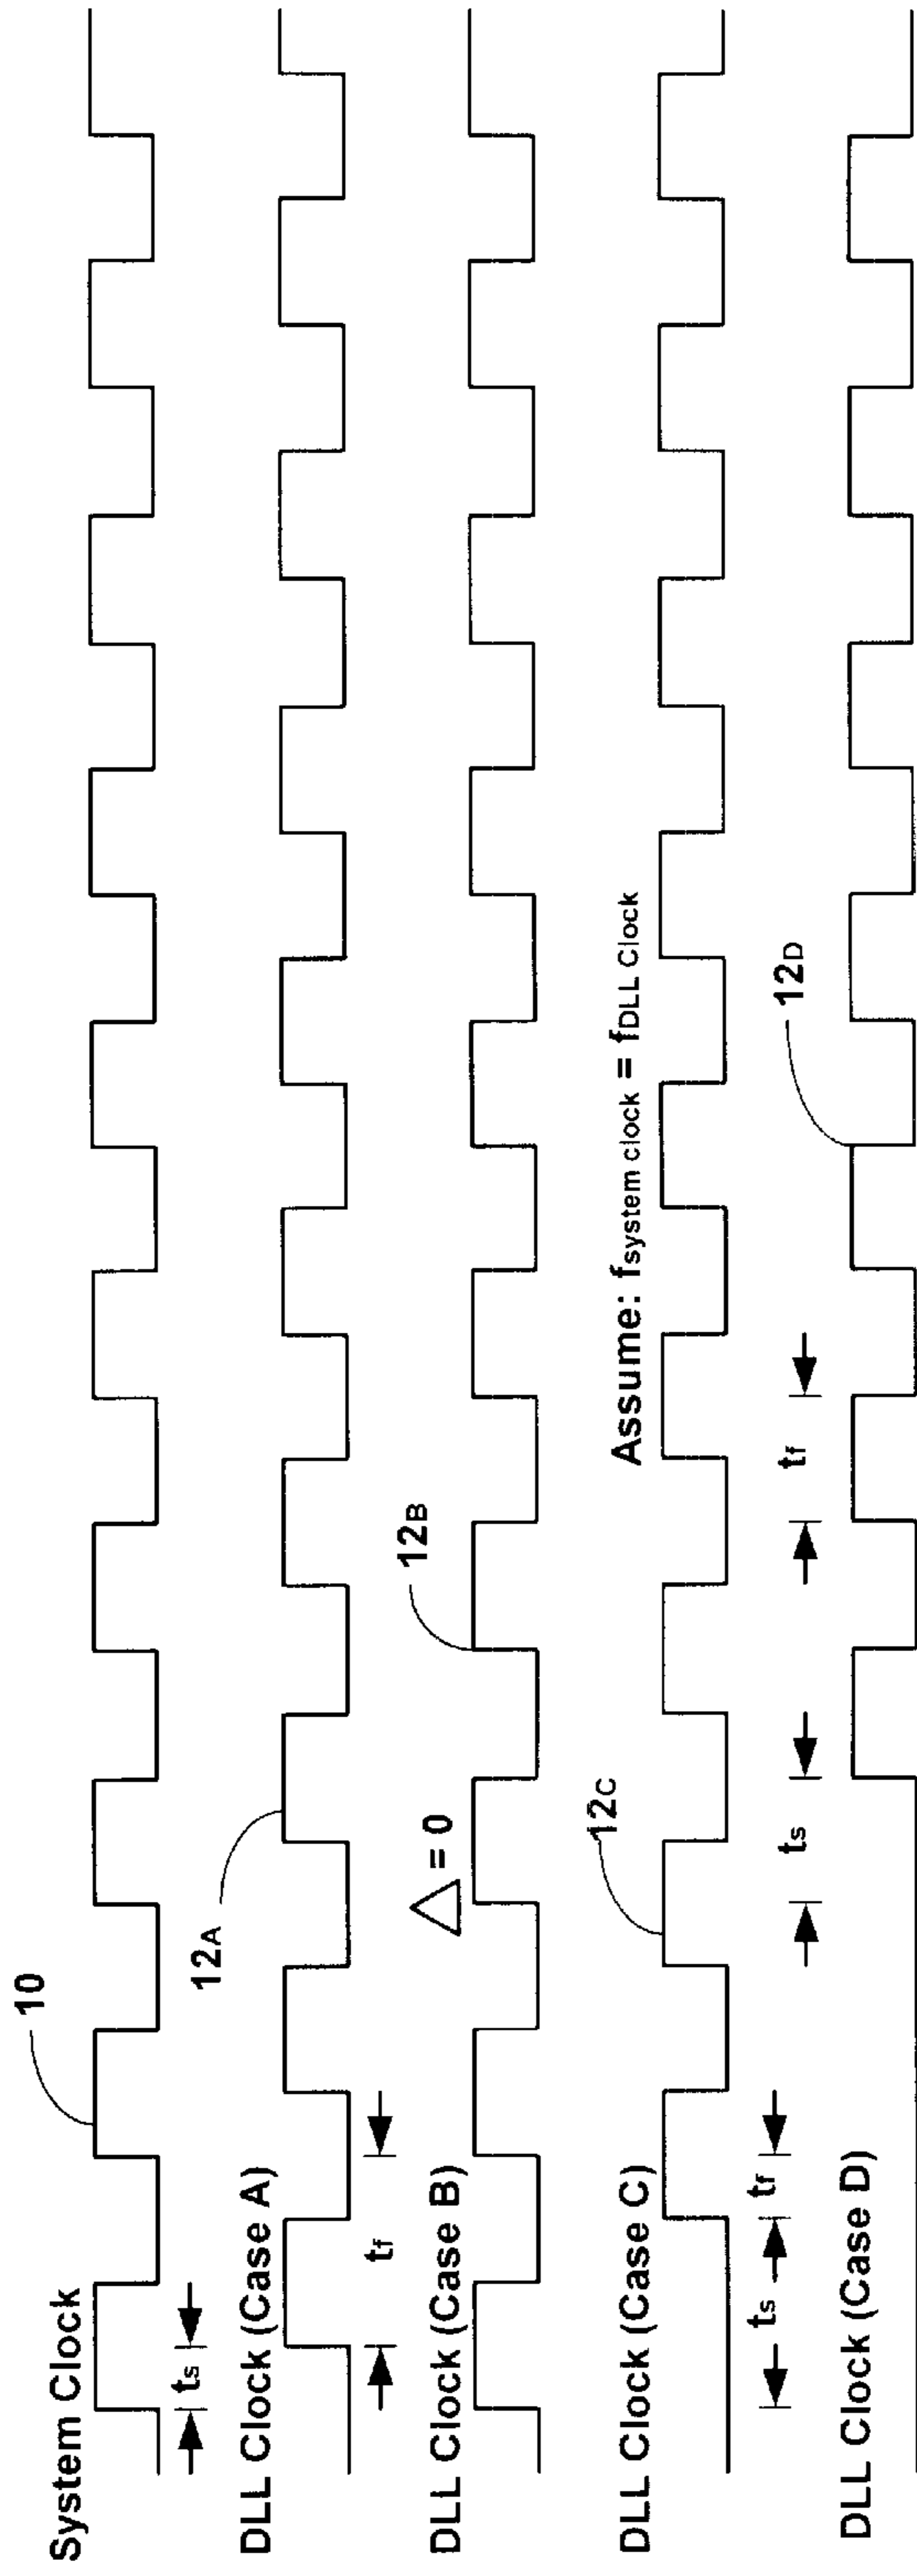 System Clock
10
ts
DLL Clock (Case A)
12A
tf
DLL Clock (Case B)
△ = 0
12B
DLL Clock (Case C)
12C
Assume: fsystem clock = fDLL Clock
ts
tf
ts
tf
DLL Clock (Case D)
12D